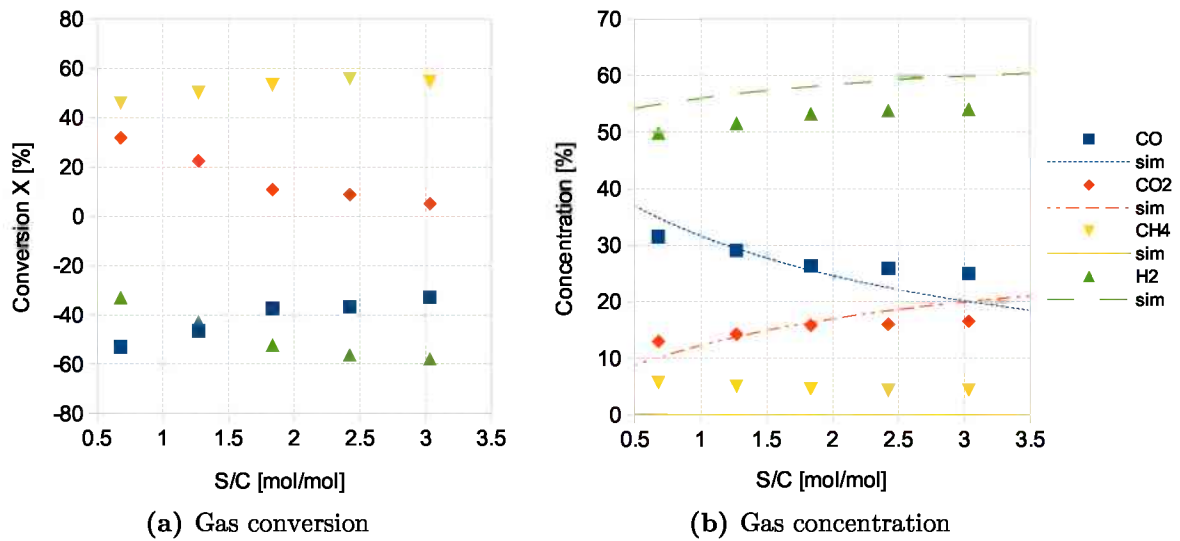 80
60
40
20
0
-20
-40
-60
-80
Conversion X [%]
0.5 1 1.5 2 2.5 3 3.5
S/C [mol/mol]
(a) Gas conversion
70
60
50
40
30
20
10
0
Concentration [%]
0.5 1 1.5 2 2.5 3 3.5
S/C [mol/mol]
(b) Gas concentration
CO
sim
CO2
sim
CH4
sim
H2
sim